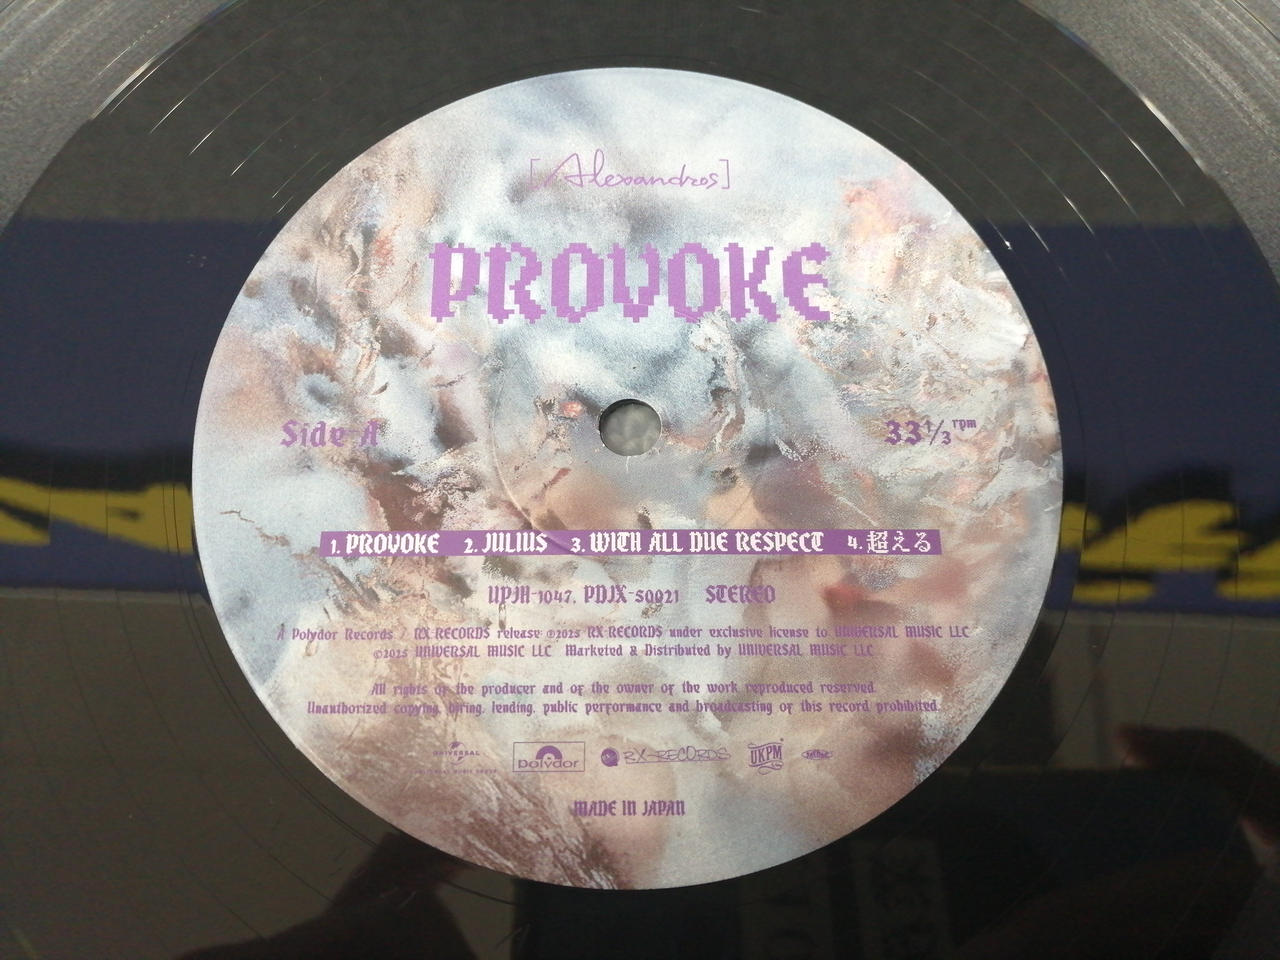 [Alexandros]
PROVOKE
Side A
33 1/3 rpm
1. PROVOKE 2. JULIUS 3. WITH ALL DUE RESPECT 4. 超える
UPJH-1047, PDJX-50021 STEREO
A Polydor Records / RX-RECORDS release ℗2025 RX-RECORDS under exclusive license to UNIVERSAL MUSIC LLC
©2025 UNIVERSAL MUSIC LLC Marketed & Distributed by UNIVERSAL MUSIC LLC
All rights of the producer and of the owner of the work reproduced reserved.
Unauthorized copying, hiring, lending, public performance and broadcasting of this record prohibited.
UNIVERSAL polydor RX-RECORDS UKPM
MADE IN JAPAN